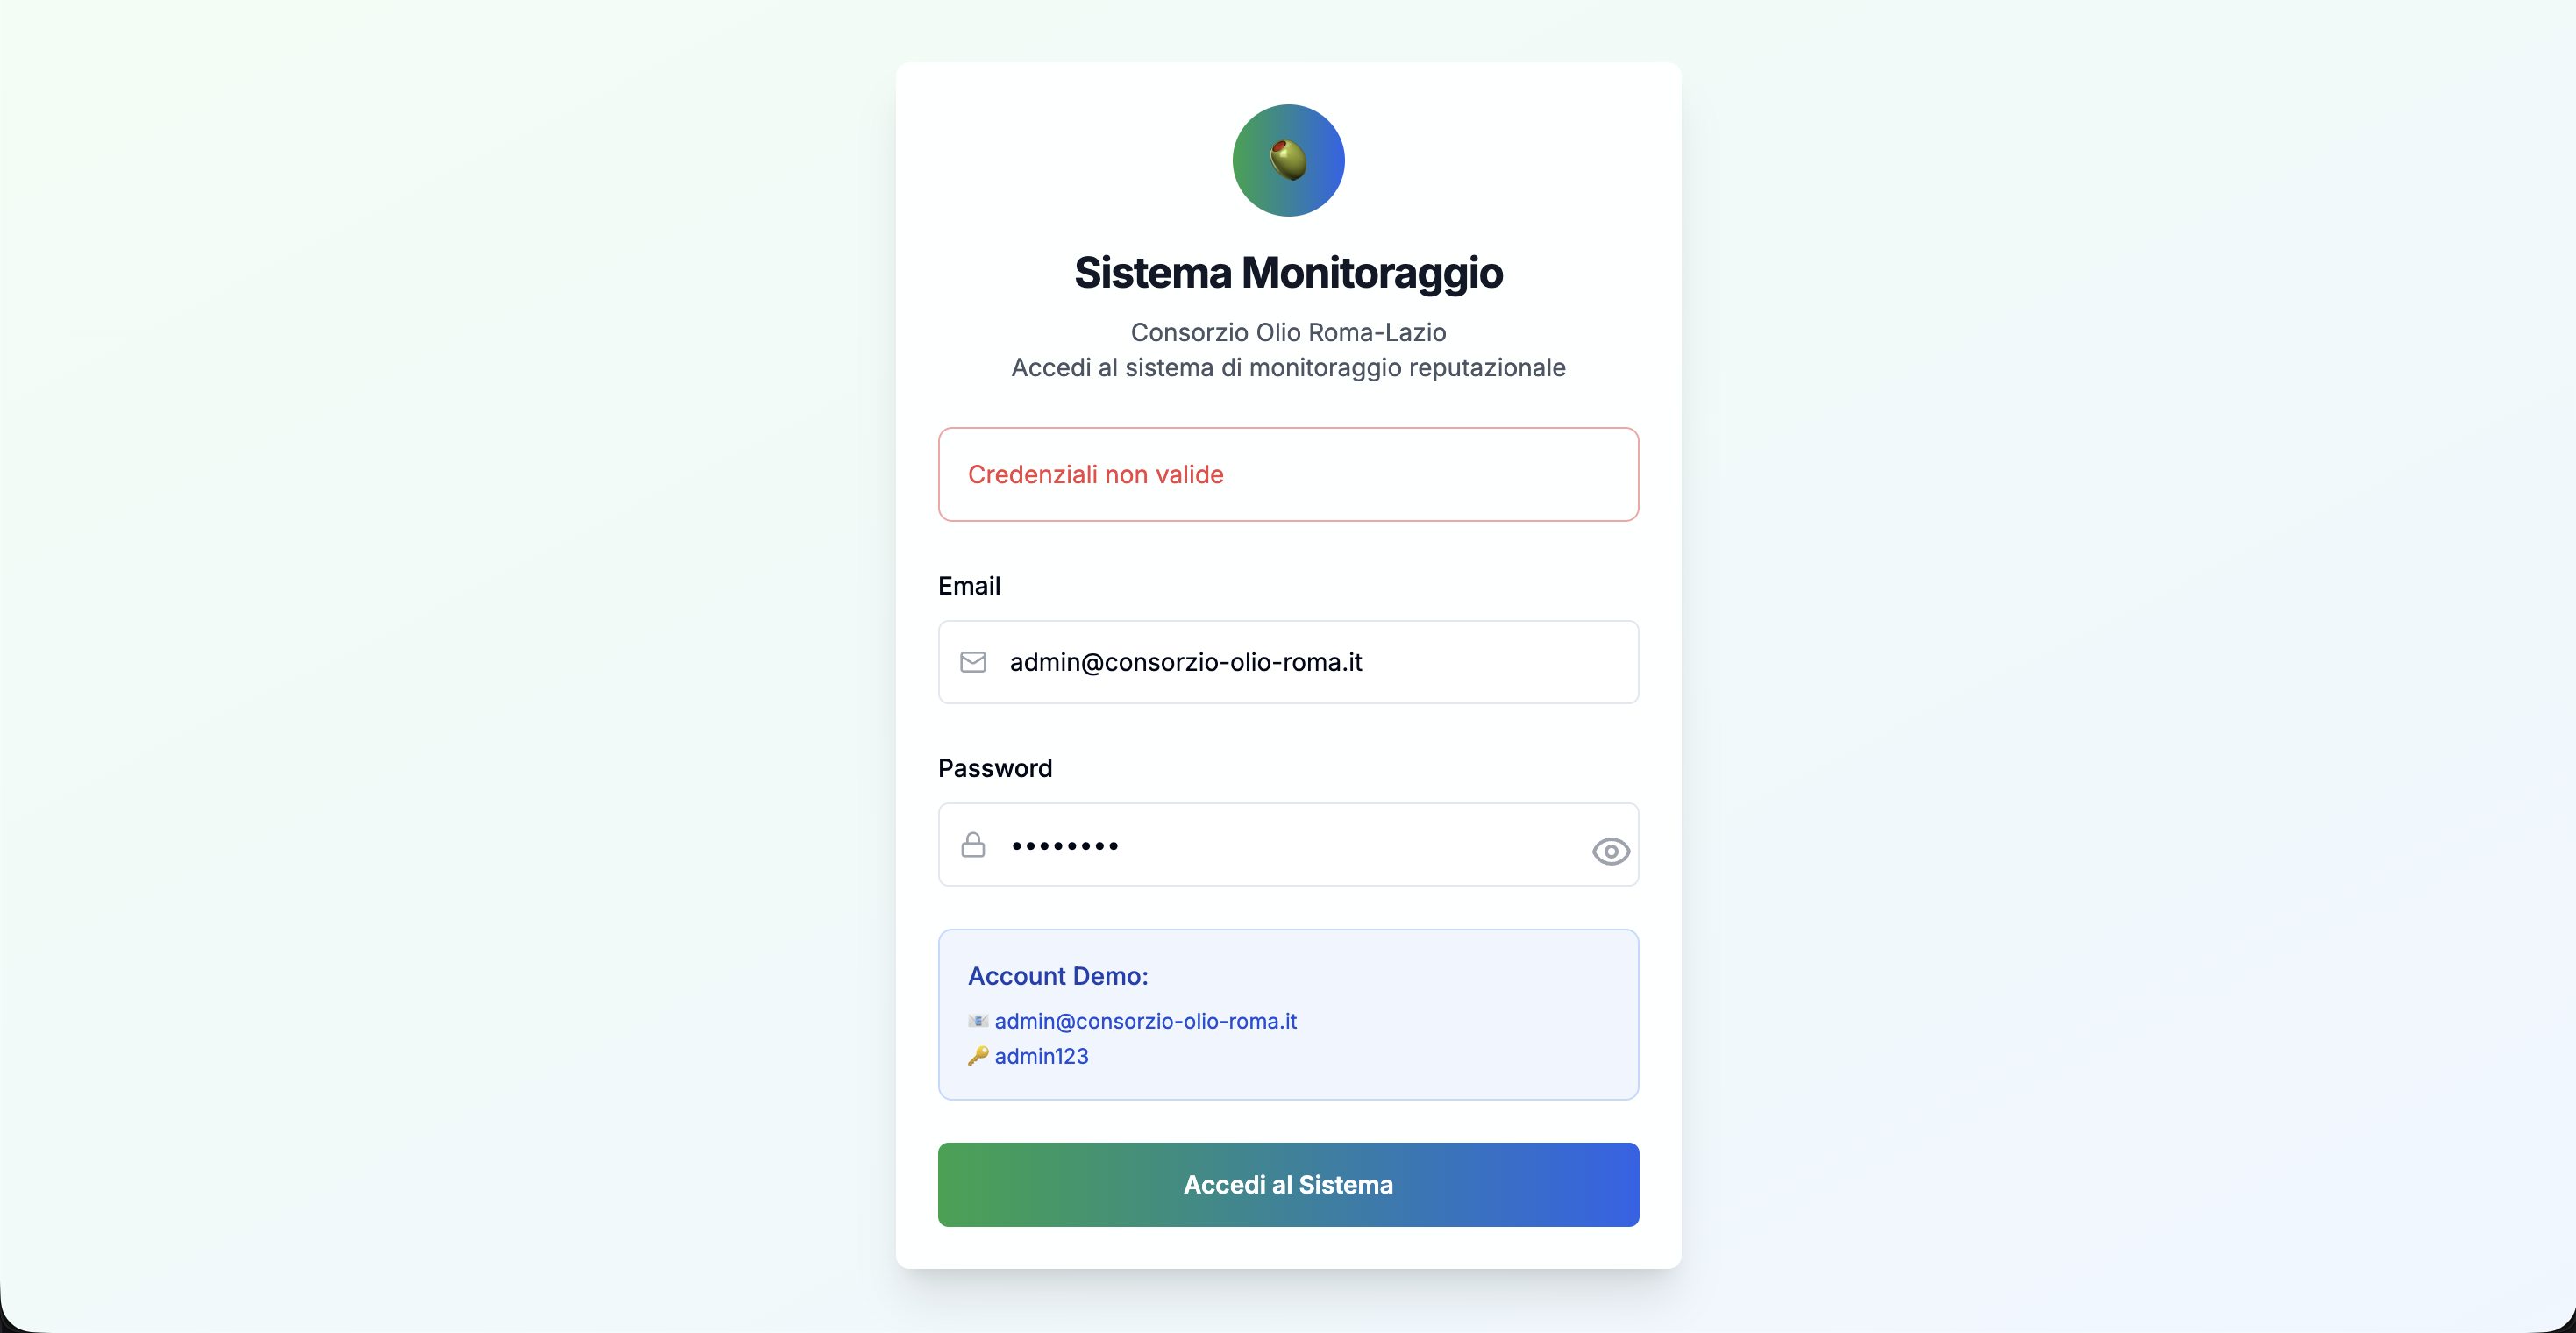 Sistema Monitoraggio
Consorzio Olio Roma-Lazio
Accedi al sistema di monitoraggio reputazionale
Credenziali non valide
Email
admin@consorzio-olio-roma.it
Password
••••••••
Account Demo:
📧 admin@consorzio-olio-roma.it
🔑 admin123
Accedi al Sistema